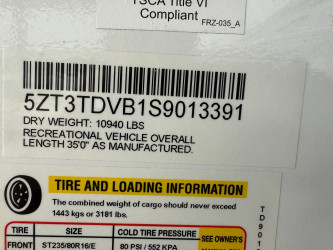 TSCA Title VI
Compliant
FRZ-035_A
5ZT3TDVB1S9013391
DRY WEIGHT: 10940 LBS
RECREATIONAL VEHICLE OVERALL
LENGTH 35'0" AS MANUFACTURED.
TIRE AND LOADING INFORMATION
The combined weight of cargo should never exceed
1443 kgs or 3181 lbs.
TIRE SIZE COLD TIRE PRESSURE SEE OWNER'S
FRONT ST235/80R16/E 80 PSI / 552 KPA
TD901